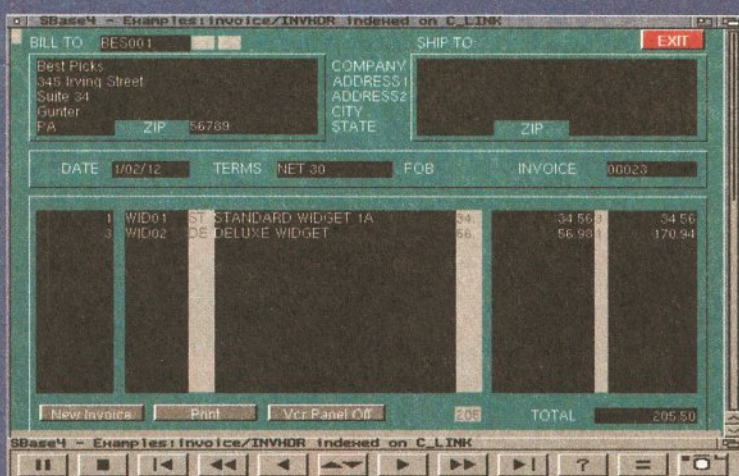 SBase4 - Examples:invoice/INVHDR indexed on C_LINK
BILL TO BES001 SHIP TO: EXIT
Best Picks
345 Irving Street
Suite 34
Gunter
PA ZIP 56789
COMPANY
ADDRESS1
ADDRESS2
CITY
STATE
ZIP
DATE 1/02/12 TERMS NET 30 FOB INVOICE 00023
1 WID01 ST STANDARD WIDGET 1A 34. 34.56 34.56
3 WID02 DE DELUXE WIDGET 56. 56.98 170.94
New Invoice Print Vcr Panel Off 205 TOTAL 205.50
SBase4 - Examples:invoice/INVHDR indexed on C_LINK
? =